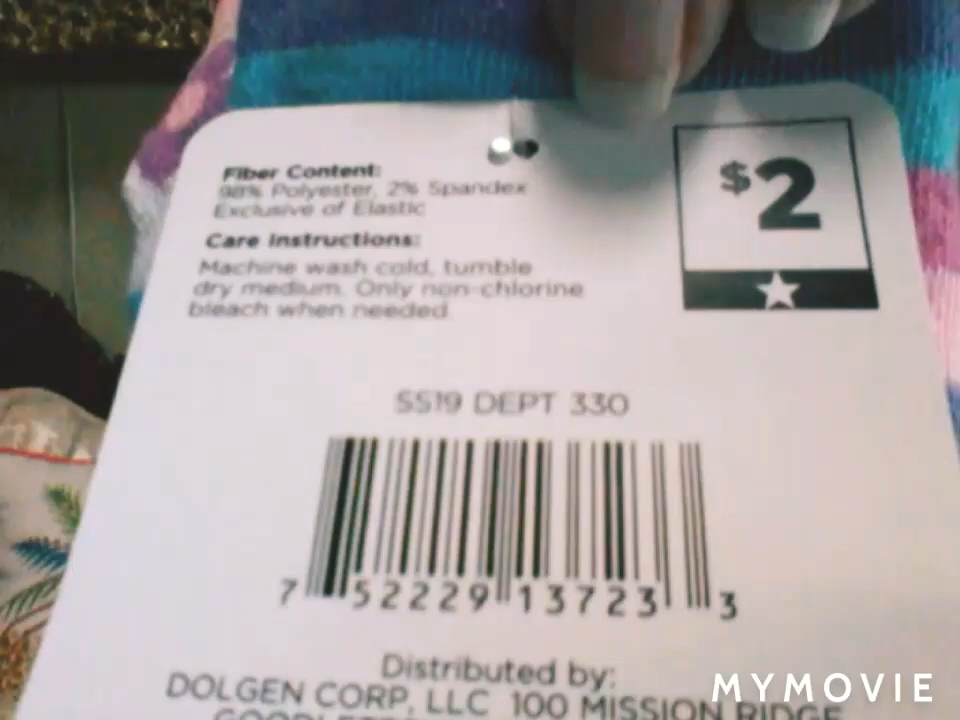 Fiber Content:
98% Polyester, 2% Spandex
Exclusive of Elastic
Care Instructions:
Machine wash cold, tumble
dry medium. Only non-chlorine
bleach when needed
$2
SS19 DEPT 330
7 52229 13723 3
Distributed by:
DOLGEN CORP, LLC 100 MISSION RIDGE
MYMOVIE